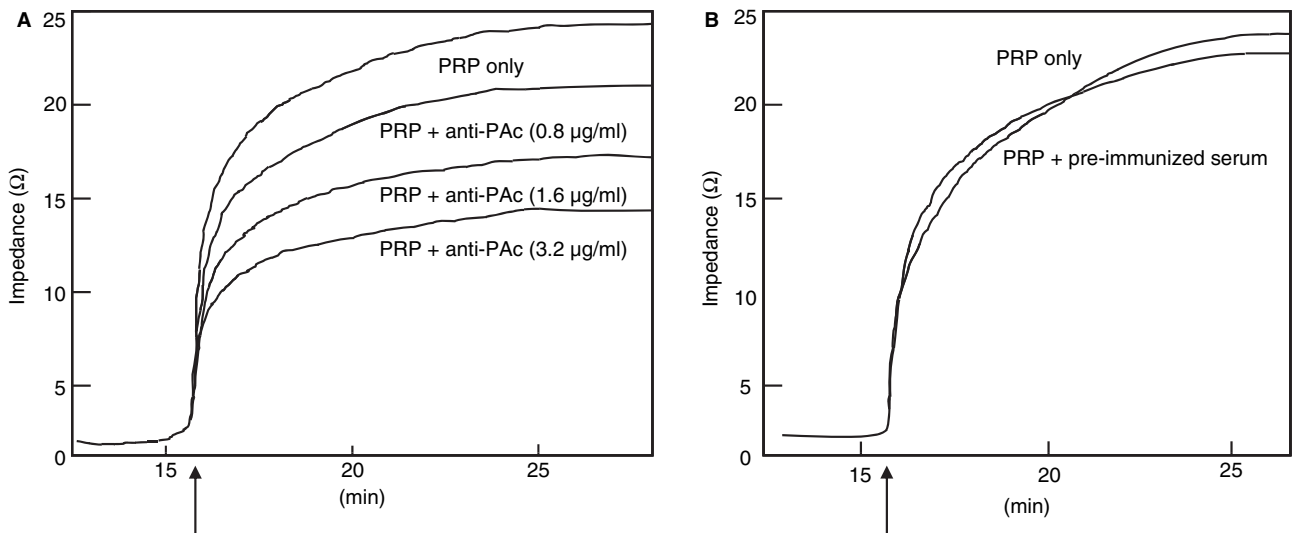 A
25
20
15
10
5
0
Impedance (Ω)
PRP only
PRP + anti-PAc (0.8 µg/ml)
PRP + anti-PAc (1.6 µg/ml)
PRP + anti-PAc (3.2 µg/ml)
15
20
25
(min)
B
25
20
15
10
5
0
Impedance (Ω)
PRP only
PRP + pre-immunized serum
15
20
25
(min)